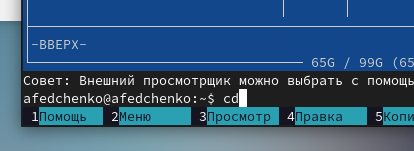 -ВВЕРХ-
65G / 99G (65
Совет: Внешний просмотрщик можно выбрать с помощь
afedchenko@afedchenko:~$ cd
1Помощь 2Меню 3Просмотр 4Правка 5Копи